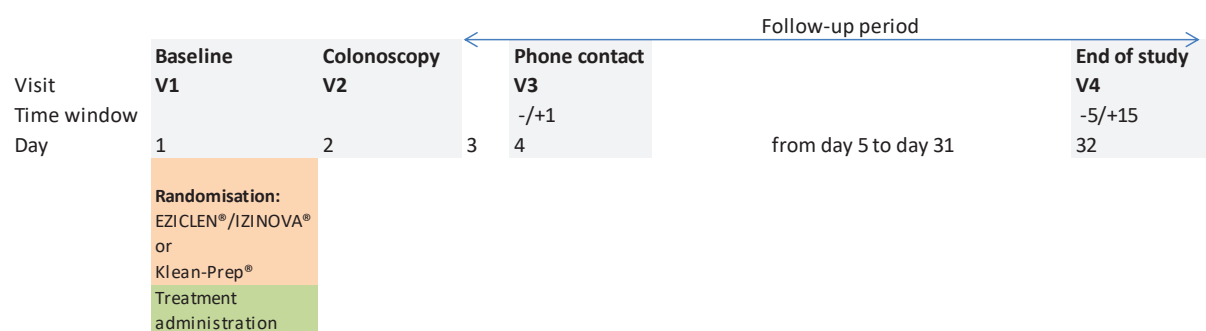 Follow-up period
Baseline Colonoscopy Phone contact End of study
Visit V1 V2 V3 V4
Time window -/+1 -5/+15
Day 1 2 3 4 from day 5 to day 31 32
Randomisation:
EZICLEN®/IZINOVA®
or
Klean-Prep®
Treatment
administration